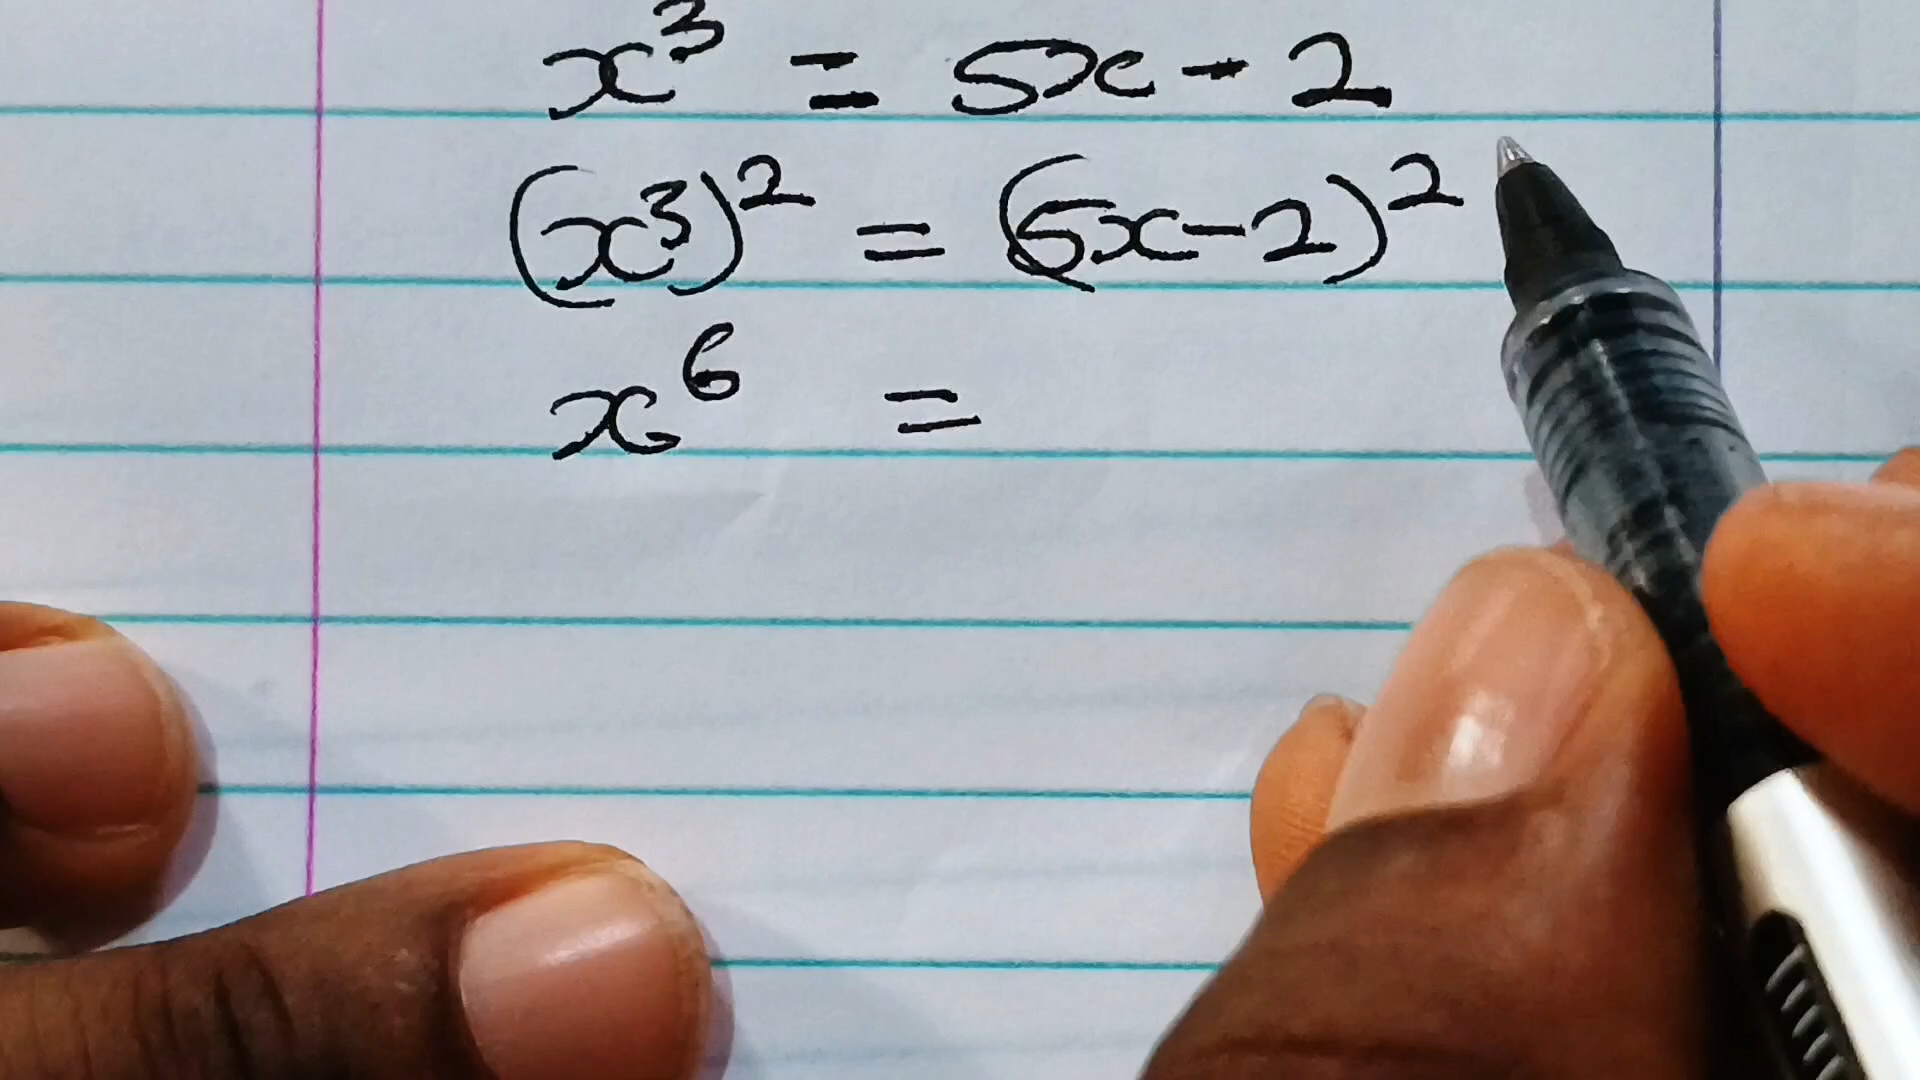 x³ = 5x - 2
(x³)² = (5x-2)²
x⁶ =